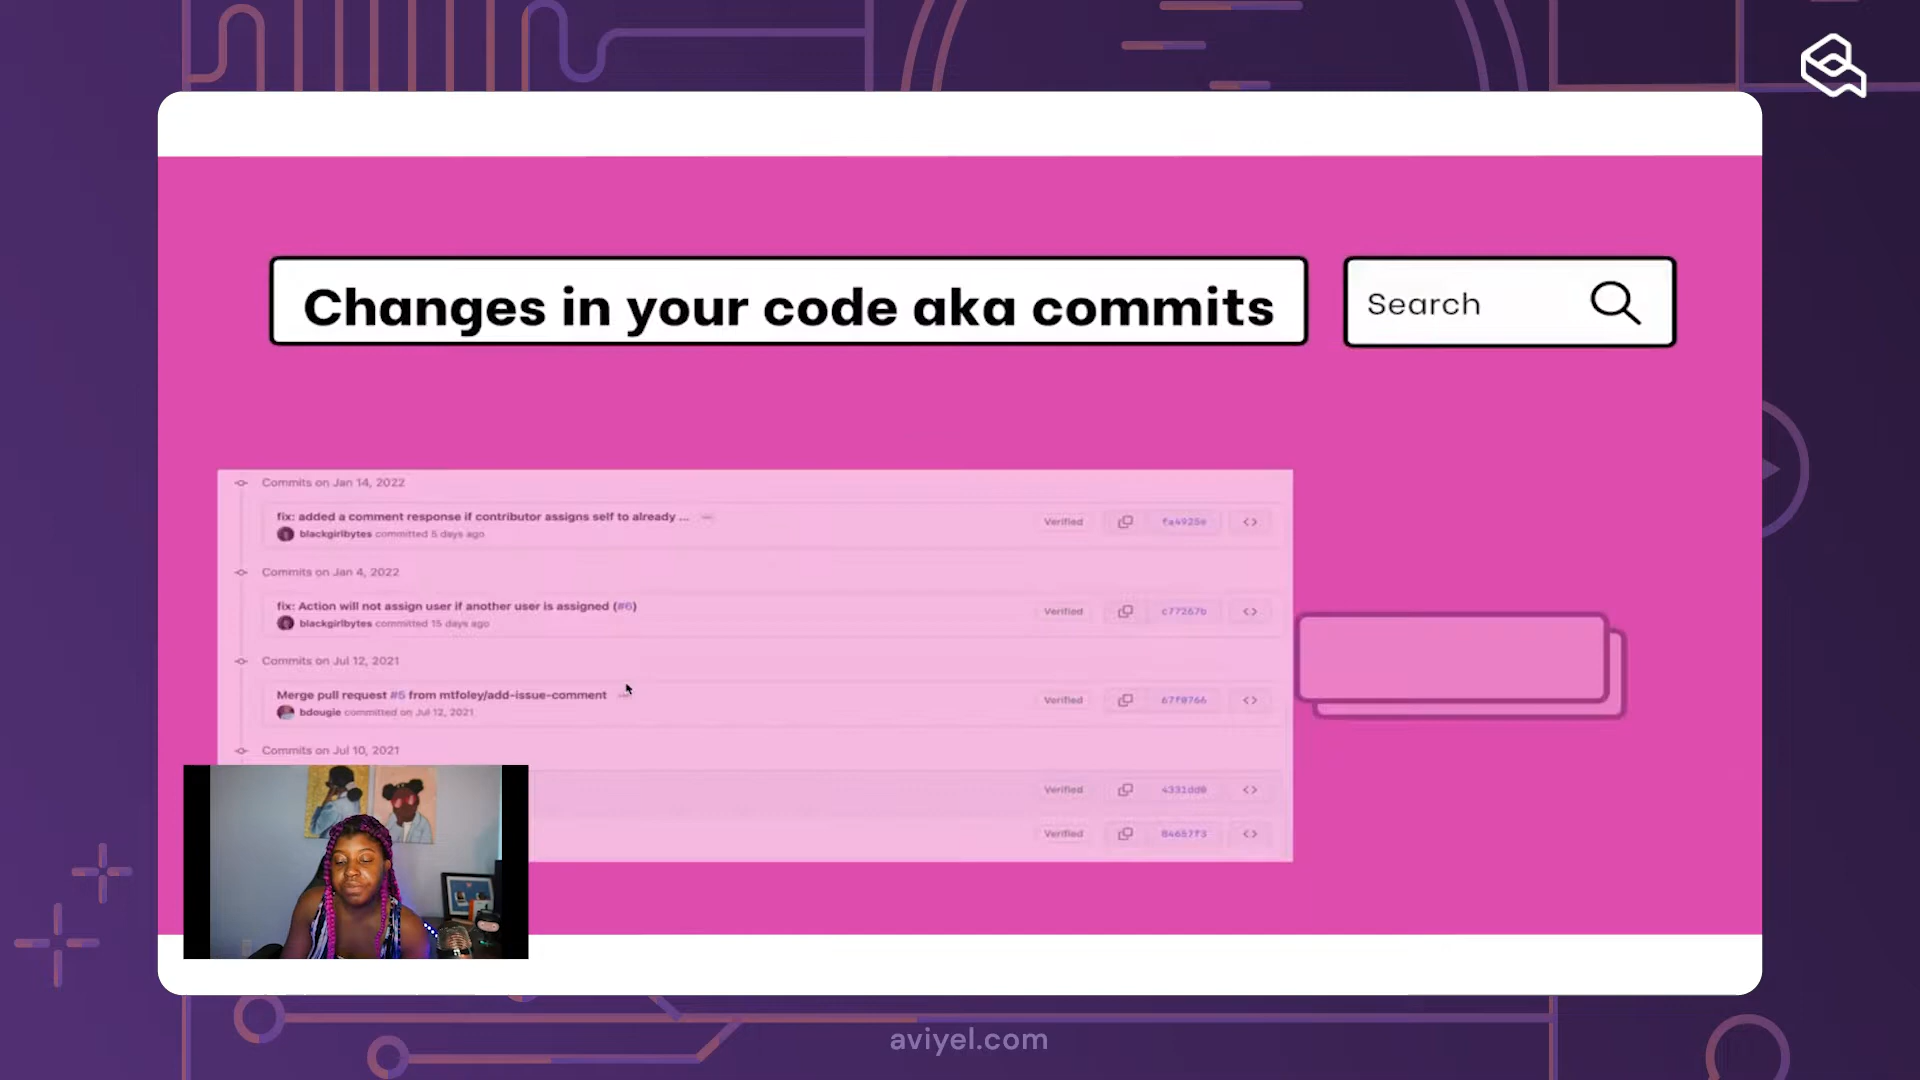 Changes in your code aka commits
Search
Commits on Jan 14, 2022
fix: added a comment response if contributor assigns self to already ...
Verified
fa4925e
blackgirlbytes committed 5 days ago
Commits on Jan 4, 2022
fix: Action will not assign user if another user is assigned (#6)
Verified
c77267b
blackgirlbytes committed 15 days ago
Commits on Jul 12, 2021
Merge pull request #5 from mtfoley/add-issue-comment
Verified
67f0766
bdougie committed on Jul 12, 2021
Commits on Jul 10, 2021
Verified
4331dd0
Verified
84657f3
aviyel.com